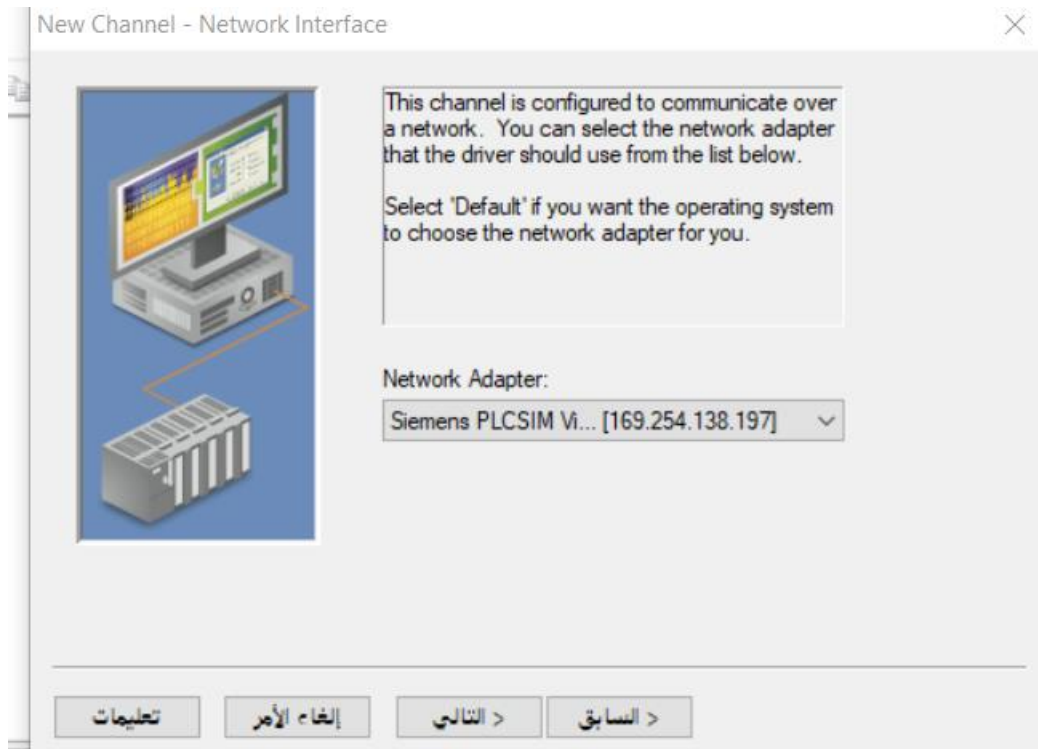 New Channel - Network Interface
This channel is configured to communicate over
a network. You can select the network adapter
that the driver should use from the list below.
Select 'Default' if you want the operating system
to choose the network adapter for you.
Network Adapter:
Siemens PLCSIM Vi... [169.254.138.197]
< السابق
< التالي
إلغاء الأمر
تعليمات